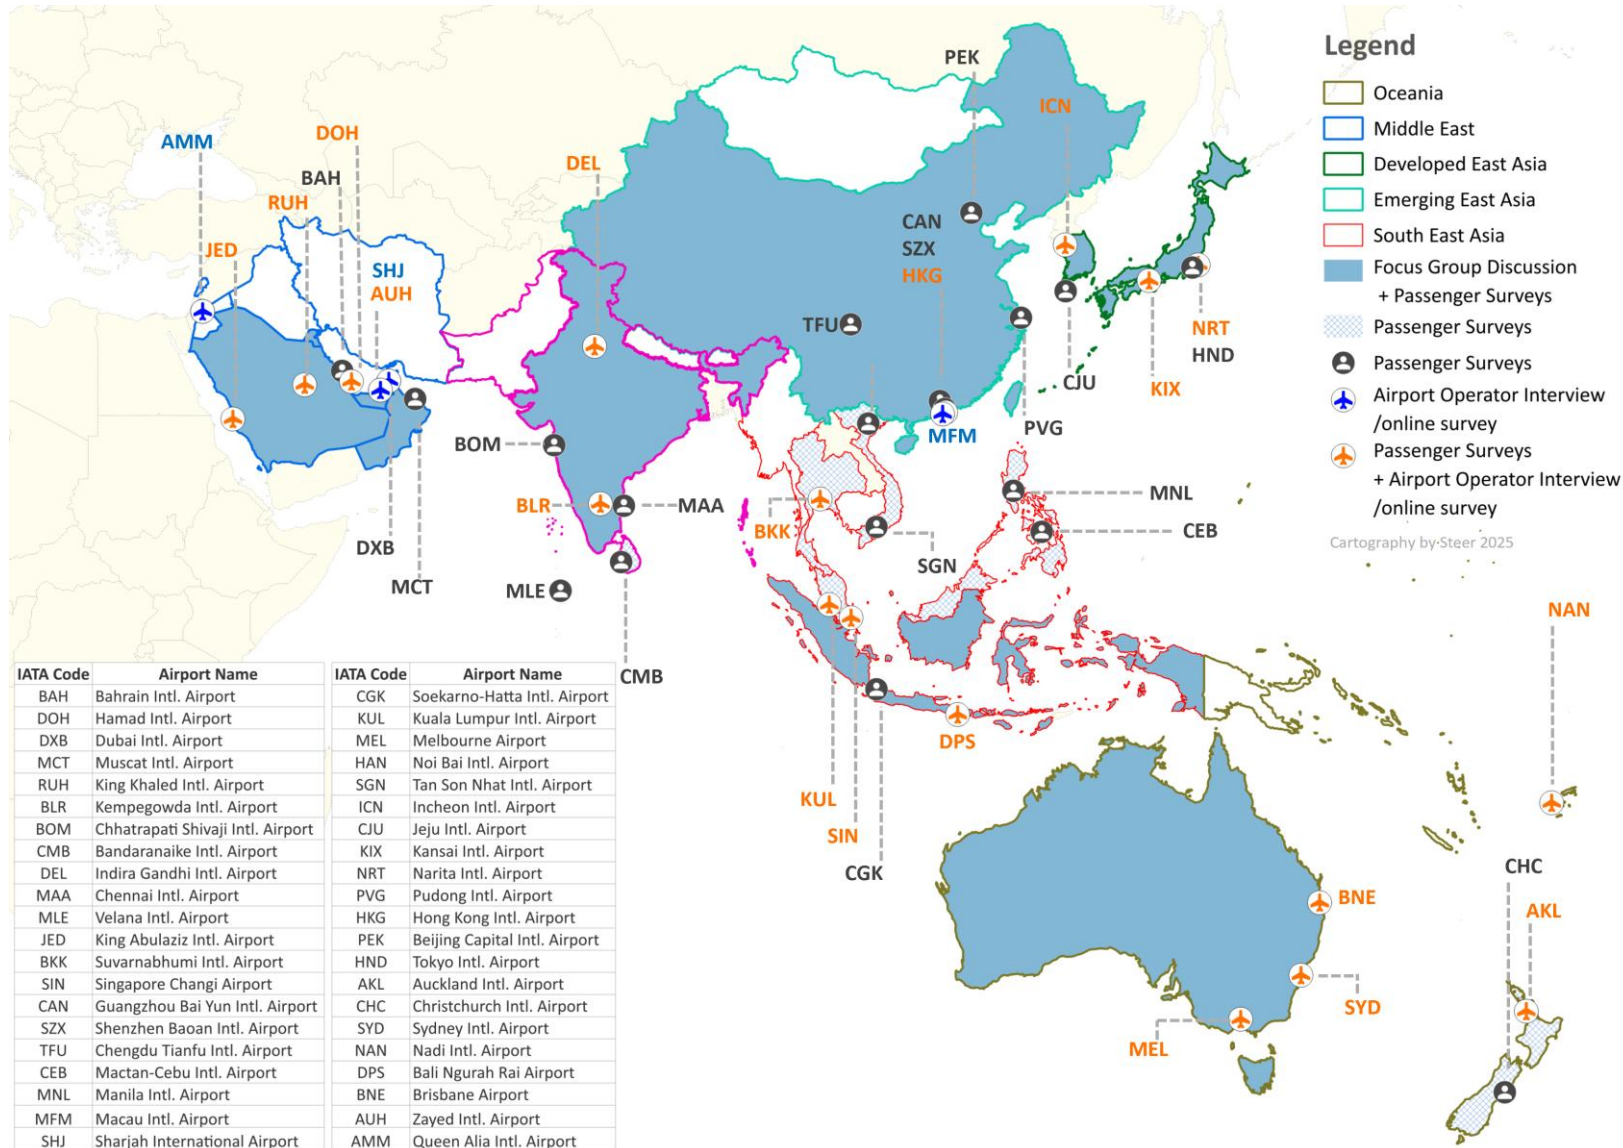 Legend
Oceania
Middle East
Developed East Asia
Emerging East Asia
South East Asia
Focus Group Discussion
+ Passenger Surveys
Passenger Surveys
Passenger Surveys
Airport Operator Interview
/online survey
Passenger Surveys
+ Airport Operator Interview
/online survey
Cartography by Steer 2025
PEK
ICN
DOH
AMM
BAH
DEL
RUH
CAN
SZX
HKG
JED
SHJ
AUH
TFU
NRT
HND
CJU
KIX
PVG
MFM
BOM
MNL
BLR
MAA
BKK
CEB
DXB
SGN
MCT
MLE
NAN
CMB
DPS
KUL
SIN
CGK
CHC
BNE
AKL
SYD
MEL
IATA Code Airport Name IATA Code Airport Name
BAH Bahrain Intl. Airport CGK Soekarno-Hatta Intl. Airport
DOH Hamad Intl. Airport KUL Kuala Lumpur Intl. Airport
DXB Dubai Intl. Airport MEL Melbourne Airport
MCT Muscat Intl. Airport HAN Noi Bai Intl. Airport
RUH King Khaled Intl. Airport SGN Tan Son Nhat Intl. Airport
BLR Kempegowda Intl. Airport ICN Incheon Intl. Airport
BOM Chhatrapati Shivaji Intl. Airport CJU Jeju Intl. Airport
CMB Bandaranaike Intl. Airport KIX Kansai Intl. Airport
DEL Indira Gandhi Intl. Airport NRT Narita Intl. Airport
MAA Chennai Intl. Airport PVG Pudong Intl. Airport
MLE Velana Intl. Airport HKG Hong Kong Intl. Airport
JED King Abulaziz Intl. Airport PEK Beijing Capital Intl. Airport
BKK Suvarnabhumi Intl. Airport HND Tokyo Intl. Airport
SIN Singapore Changi Airport AKL Auckland Intl. Airport
CAN Guangzhou Bai Yun Intl. Airport CHC Christchurch Intl. Airport
SZX Shenzhen Baoan Intl. Airport SYD Sydney Intl. Airport
TFU Chengdu Tianfu Intl. Airport NAN Nadi Intl. Airport
CEB Mactan-Cebu Intl. Airport DPS Bali Ngurah Rai Airport
MNL Manila Intl. Airport BNE Brisbane Airport
MFM Macau Intl. Airport AUH Zayed Intl. Airport
SHJ Sharjah International Airport AMM Queen Alia Intl. Airport